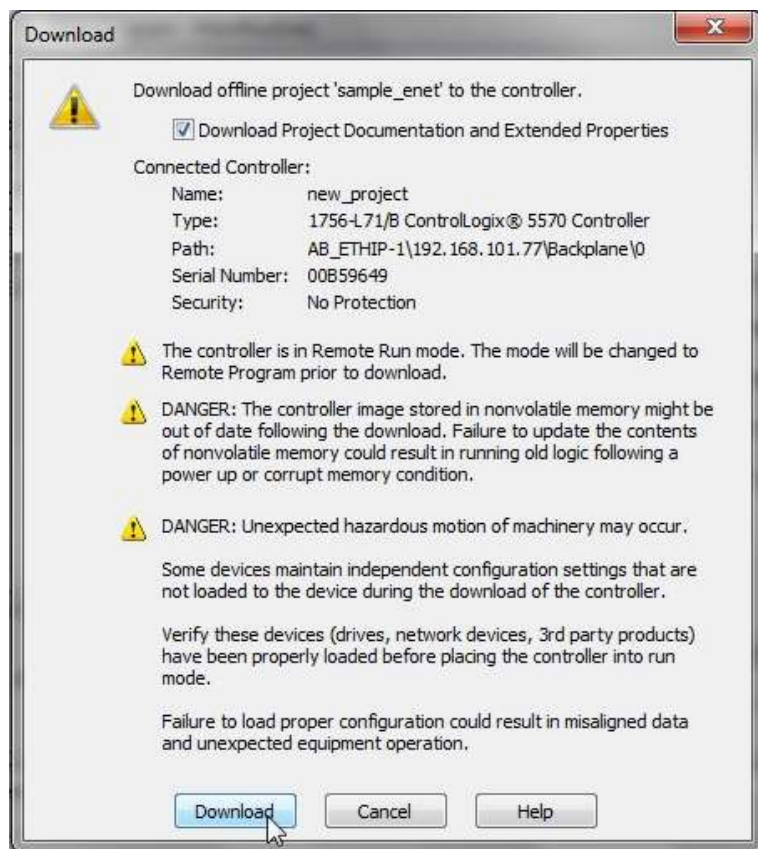 Download
Download offline project 'sample_enet' to the controller.
Download Project Documentation and Extended Properties
Connected Controller:
Name: new_project
Type: 1756-L71/B ControlLogix® 5570 Controller
Path: AB_ETHIP-1\192.168.101.77\Backplane\0
Serial Number: 00B59649
Security: No Protection
The controller is in Remote Run mode. The mode will be changed to
Remote Program prior to download.
DANGER: The controller image stored in nonvolatile memory might be
out of date following the download. Failure to update the contents
of nonvolatile memory could result in running old logic following a
power up or corrupt memory condition.
DANGER: Unexpected hazardous motion of machinery may occur.
Some devices maintain independent configuration settings that are
not loaded to the device during the download of the controller.
Verify these devices (drives, network devices, 3rd party products)
have been properly loaded before placing the controller into run
mode.
Failure to load proper configuration could result in misaligned data
and unexpected equipment operation.
Download Cancel Help